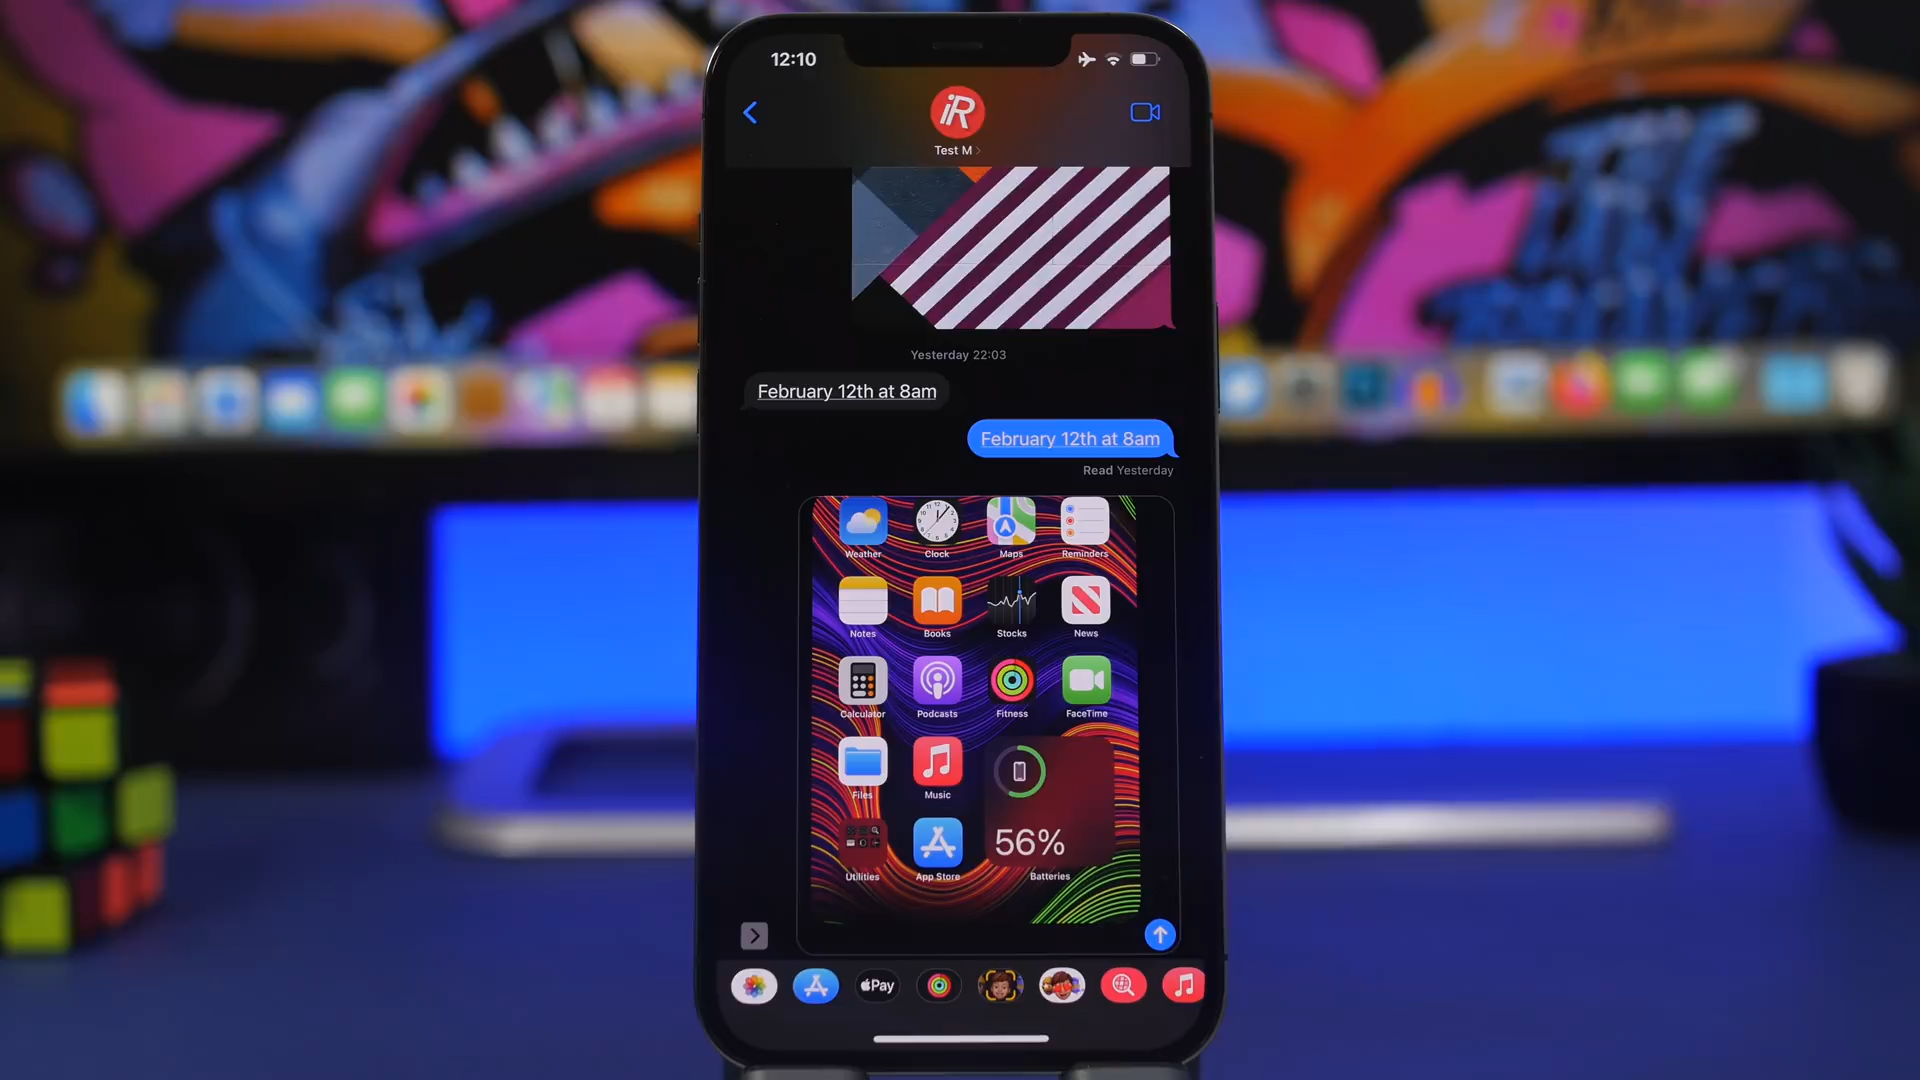 12:10
iR
Test M
Yesterday 22:03
February 12th at 8am
February 12th at 8am
Read Yesterday
Weather Clock Maps Reminders
Notes Books Stocks News
Calculator Podcasts Fitness FaceTime
Files Music
56%
Utilities App Store Batteries
Pay